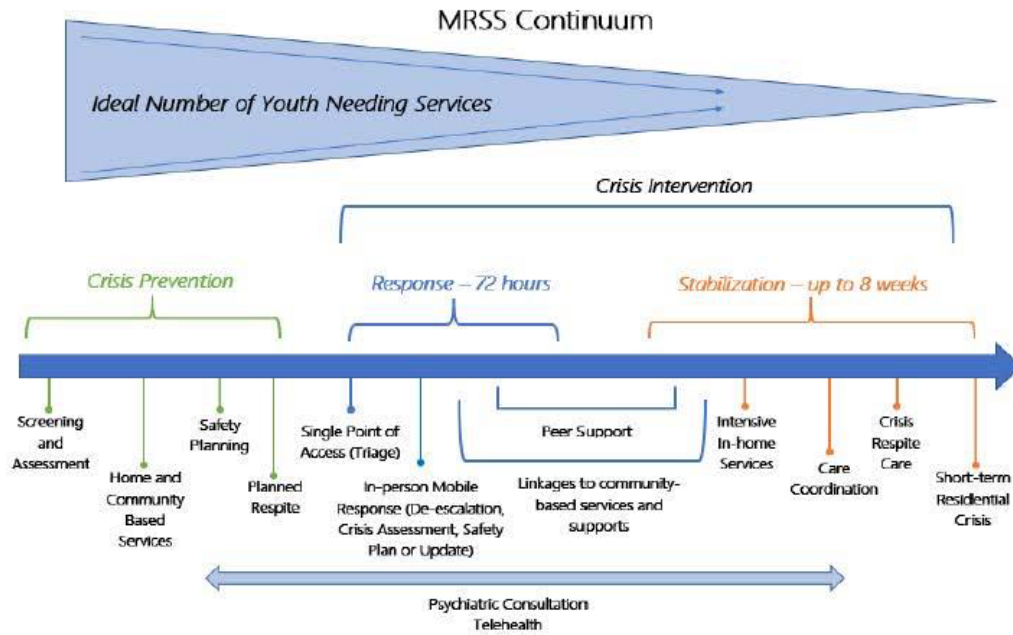 MRSS Continuum
Ideal Number of Youth Needing Services
Crisis Intervention
Crisis Prevention
Response – 72 hours
Stabilization – up to 8 weeks
Screening
and
Assessment
Home and
Community
Based
Services
Safety
Planning
Planned
Respite
Single Point of
Access (Triage)
In-person Mobile
Response (De-escalation,
Crisis Assessment, Safety
Plan or Update)
Peer Support
Linkages to community-
based services and
supports
Intensive
In-home
Services
Care
Coordination
Crisis
Respite
Care
Short-term
Residential
Crisis
Psychiatric Consultation
Telehealth